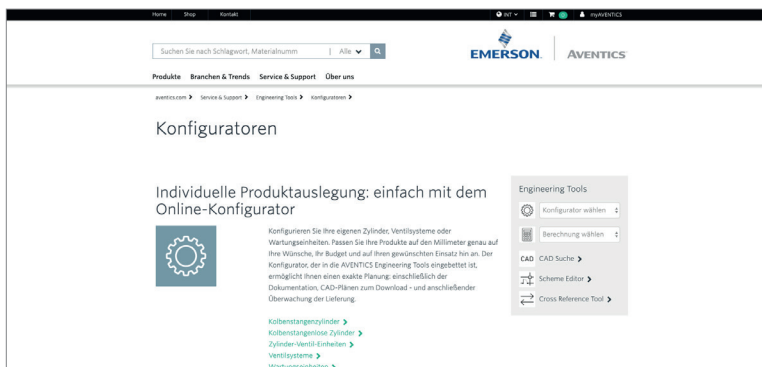 Home Shop Kontakt INT 0 myAVENTICS
Suchen Sie nach Schlagwort, Materialnumm | Alle
EMERSON. AVENTICS
Produkte Branchen & Trends Service & Support Über uns
aventics.com Service & Support Engineering Tools Konfiguratoren
Konfiguratoren
Individuelle Produktauslegung: einfach mit dem
Online-Konfigurator
Konfigurieren Sie Ihre eigenen Zylinder, Ventilsysteme oder
Wartungseinheiten. Passen Sie Ihre Produkte auf den Millimeter genau auf
Ihre Wünsche, Ihr Budget und auf Ihren gewünschten Einsatz hin an. Der
Konfigurator, der in die AVENTICS Engineering Tools eingebettet ist,
ermöglicht Ihnen einen exakte Planung: einschließlich der
Dokumentation, CAD-Plänen zum Download - und anschließender
Überwachung der Lieferung.
Kolbenstangenzylinder
Kolbenstangenlose Zylinder
Zylinder-Ventil-Einheiten
Ventilsysteme
Wartungseinheiten
Engineering Tools
Konfigurator wählen
Berechnung wählen
CAD CAD Suche
Scheme Editor
Cross Reference Tool